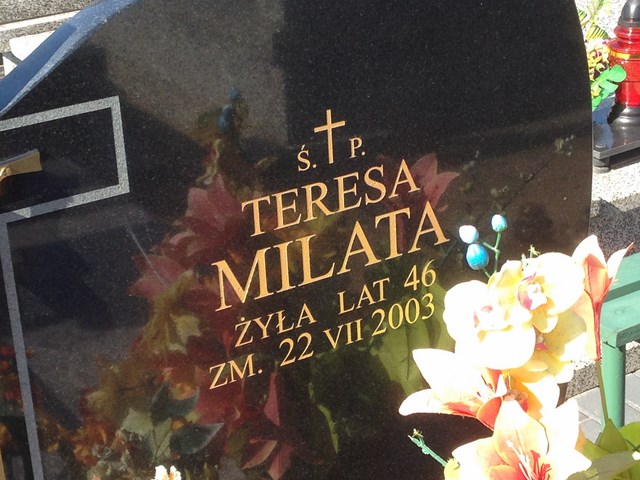 Ś. P.
TERESA
MILATA
ŻYŁA LAT 46
ZM. 22 VII 2003